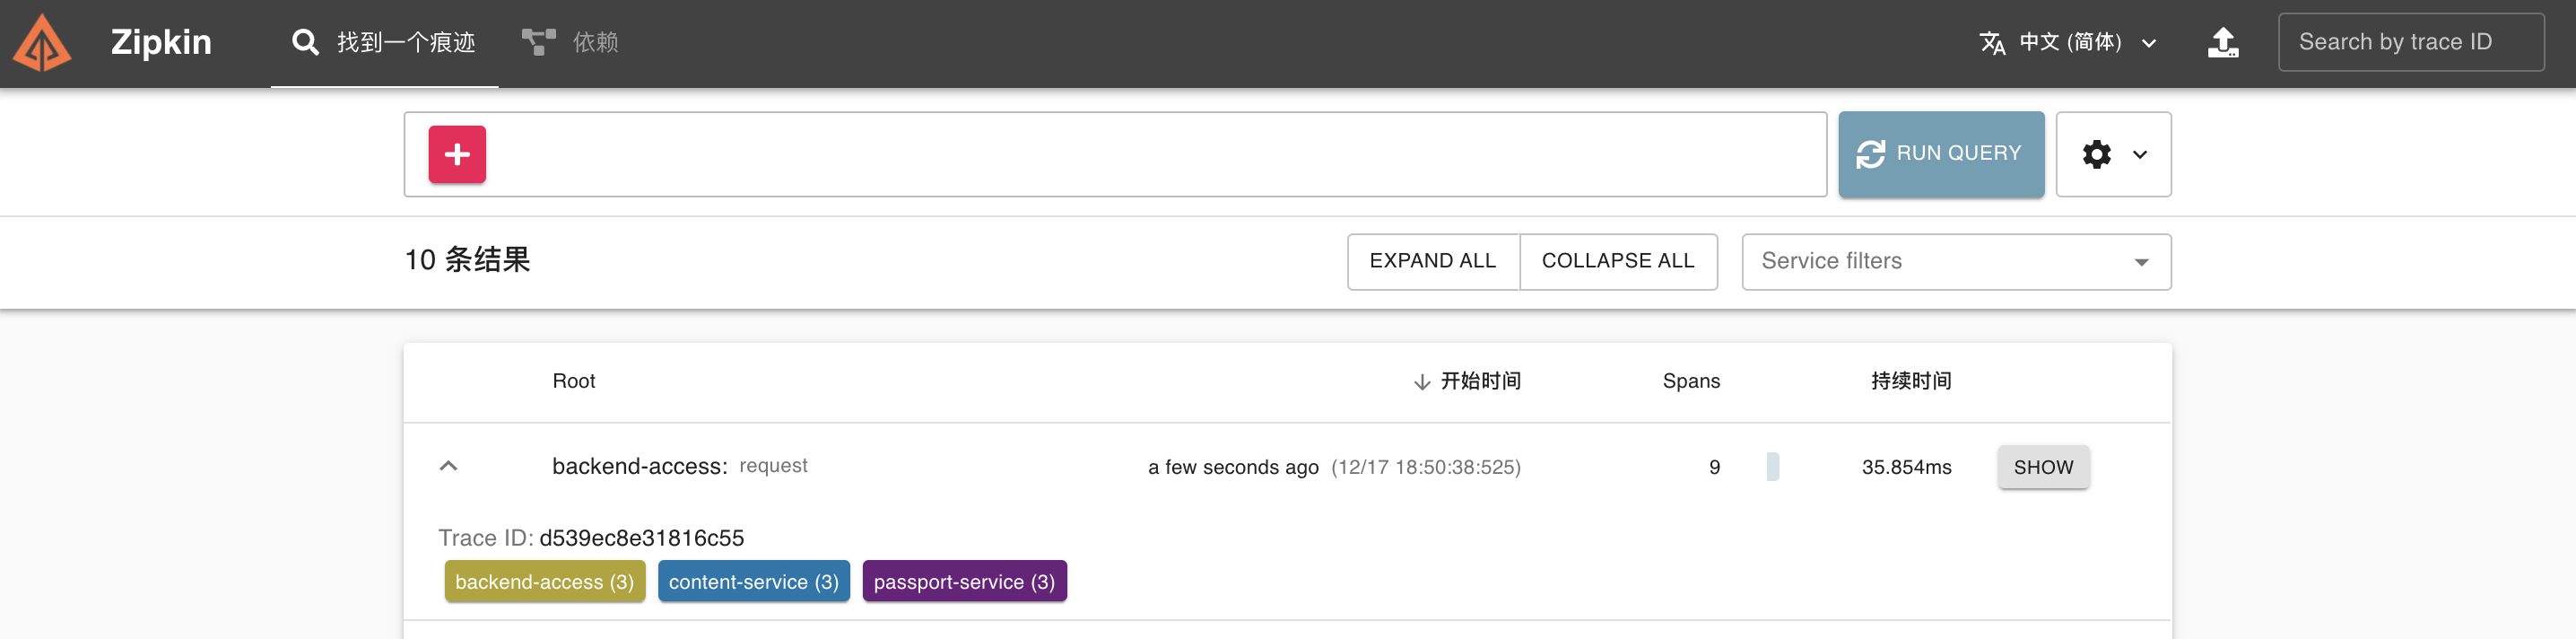 Zipkin 找到一个痕迹 依赖 中文 (简体) Search by trace ID
RUN QUERY
10 条结果 EXPAND ALL COLLAPSE ALL Service filters
Root 开始时间 Spans 持续时间
backend-access: request a few seconds ago (12/17 18:50:38:525) 9 35.854ms SHOW
Trace ID: d539ec8e31816c55
backend-access (3) content-service (3) passport-service (3)